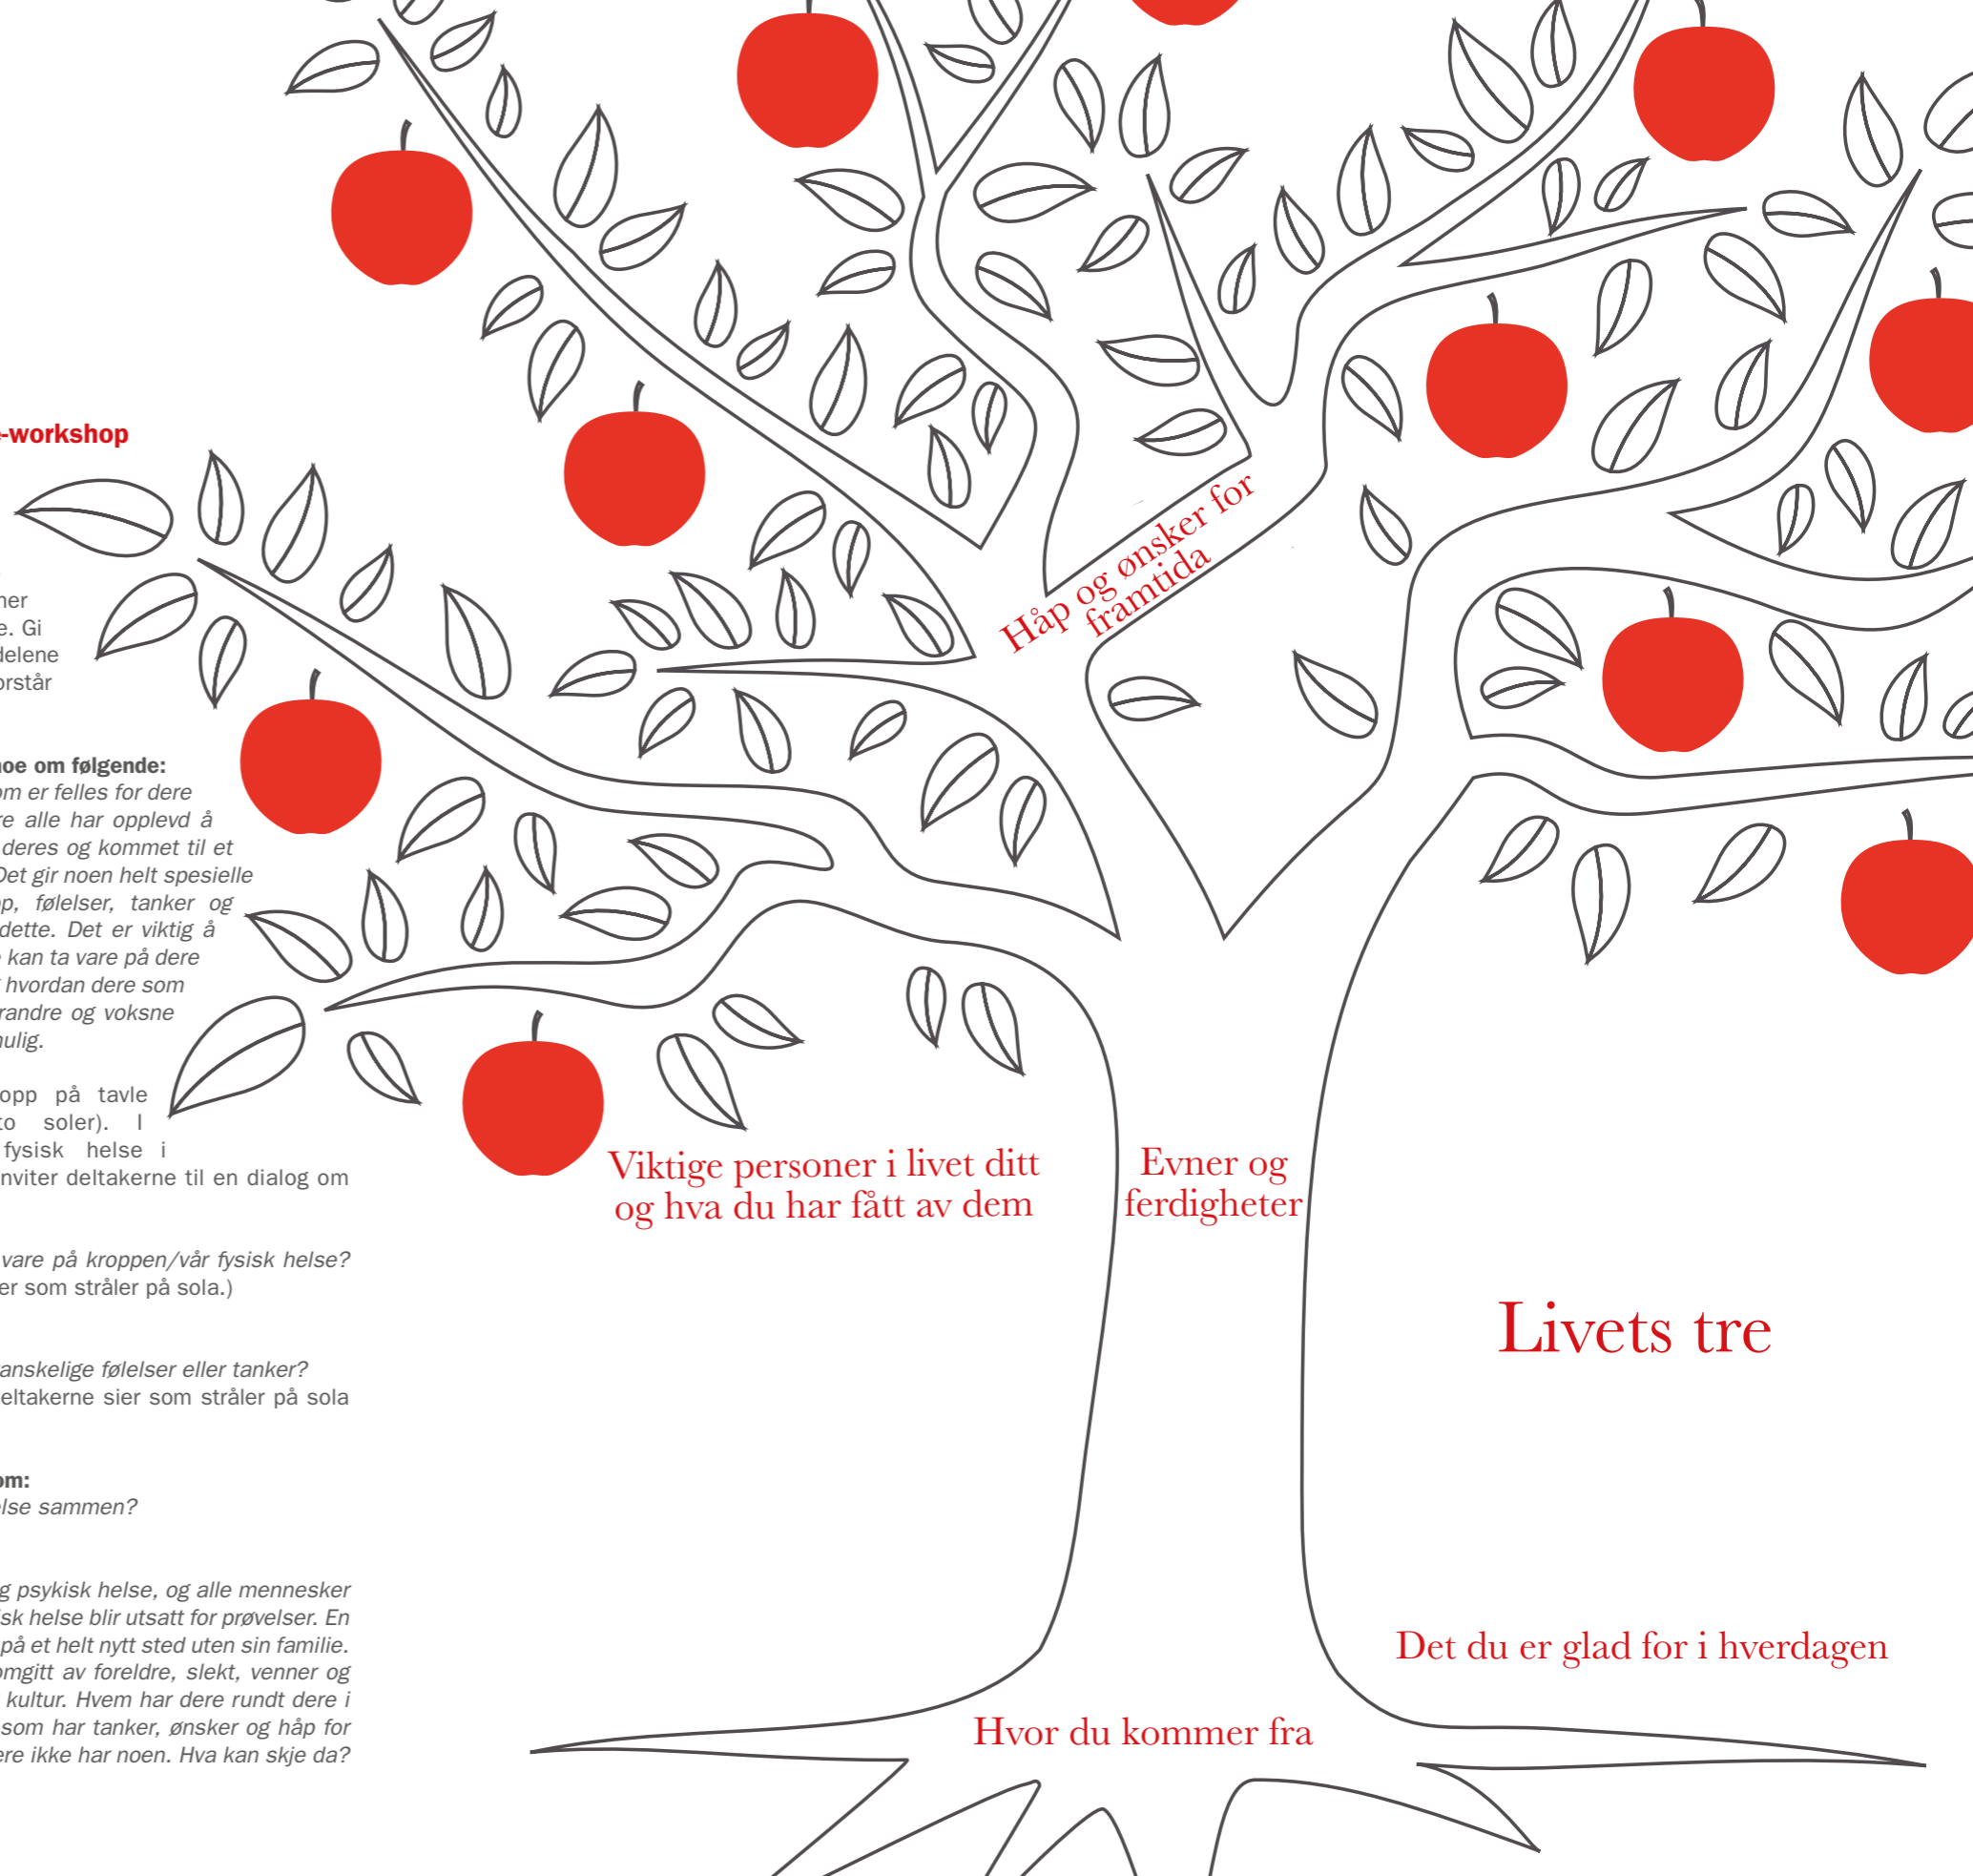 -workshop
ner
e. Gi
delene
orstår
noe om følgende:
om er felles for dere
re alle har opplevd å
deres og kommet til et
Det gir noen helt spesielle
pp, følelser, tanker og
dette. Det er viktig å
e kan ta vare på dere
g hvordan dere som
randre og voksne
mulig.
opp på tavle
to soler). I
fysisk helse i
nviter deltakerne til en dialog om
vare på kroppen/vår fysisk helse?
er som stråler på sola.)
anskelige følelser eller tanker?
eltakerne sier som stråler på sola
om:
else sammen?
g psykisk helse, og alle mennesker
isk helse blir utsatt for prøvelser. En
på et helt nytt sted uten sin familie.
omgitt av foreldre, slekt, venner og
kultur. Hvem har dere rundt dere i
som har tanker, ønsker og håp for
ere ikke har noen. Hva kan skje da?
Håp og ønsker for
framtida
Viktige personer i livet ditt
og hva du har fått av dem
Evner og
ferdigheter
Livets tre
Det du er glad for i hverdagen
Hvor du kommer fra